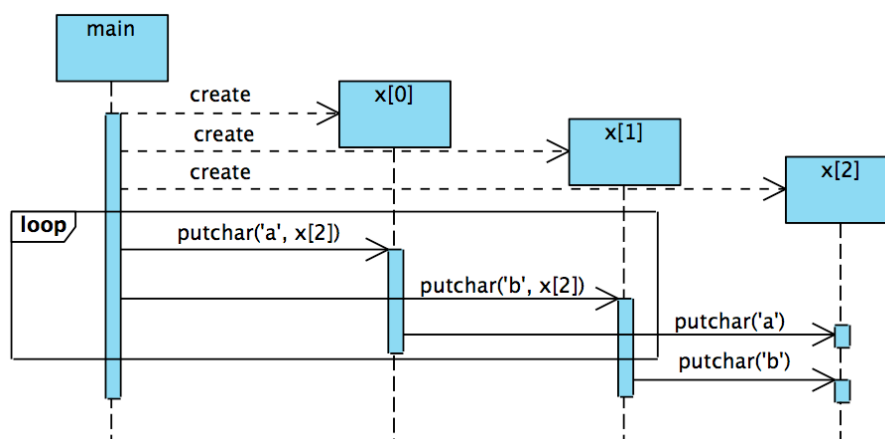 main
create
x[0]
create
x[1]
create
x[2]
loop
putchar('a', x[2])
putchar('b', x[2])
putchar('a')
putchar('b')